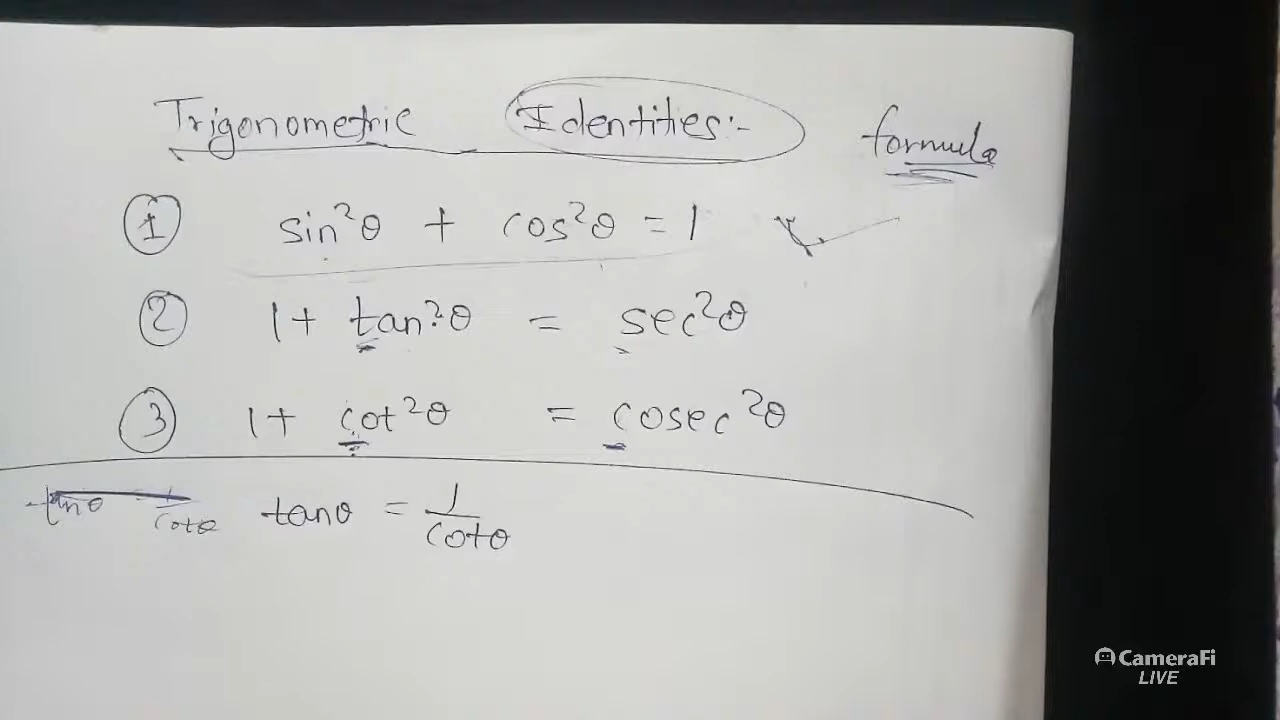 Trigonometric Identities:- formula
① sin²θ + cos²θ = 1
② 1 + tan²θ = sec²θ
③ 1 + cot²θ = cosec²θ
tanθ 1/cotθ tanθ = 1/cotθ
CameraFi
LIVE